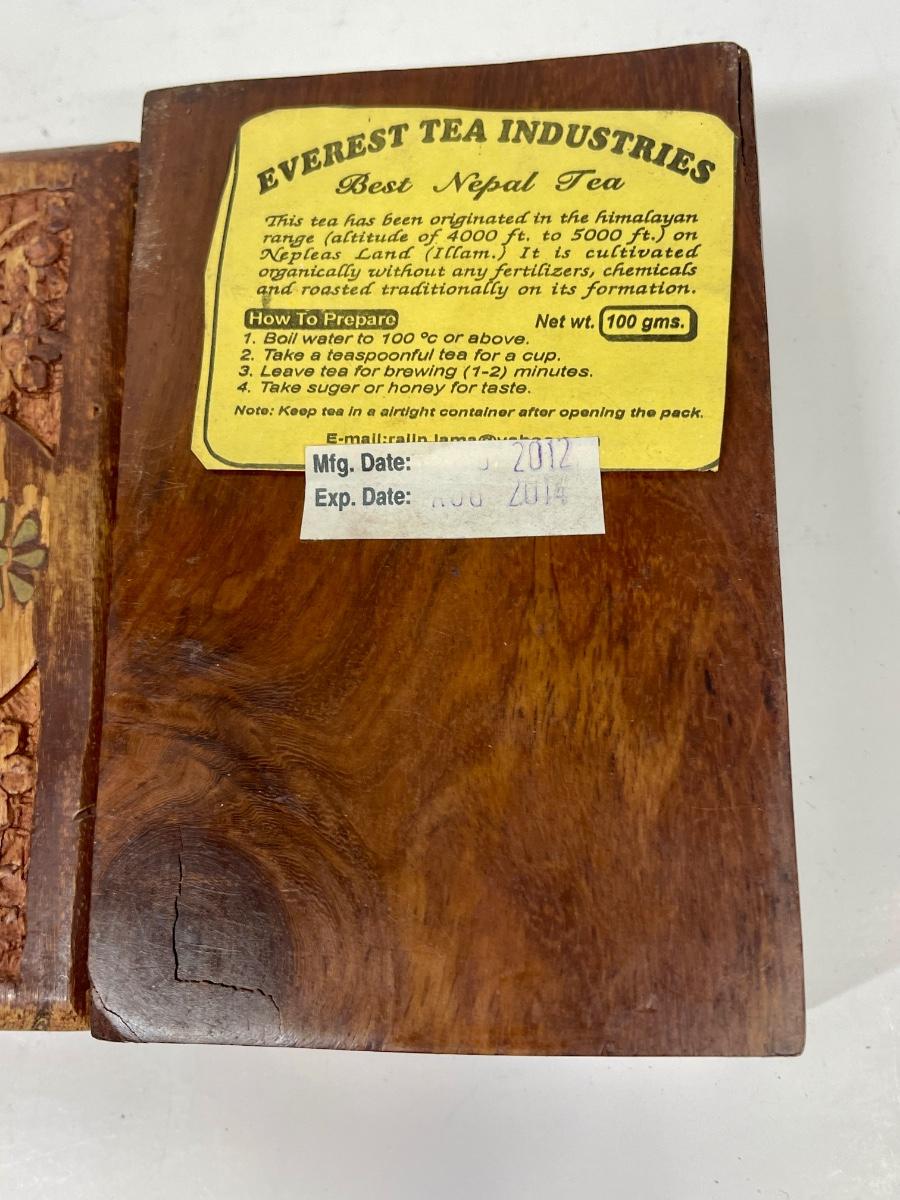 EVEREST TEA INDUSTRIES
Best Nepal Tea
This tea has been originated in the himalayan
range (altitude of 4000 ft. to 5000 ft.) on
Nepleas Land (Illam.) It is cultivated
organically without any fertilizers, chemicals
and roasted traditionally on its formation.
How To Prepare
Net wt. 100 gms.
1. Boil water to 100 °c or above.
2. Take a teaspoonful tea for a cup.
3. Leave tea for brewing (1-2) minutes.
4. Take suger or honey for taste.
Note: Keep tea in a airtight container after opening the pack.
E-mail:
Mfg. Date: 2012
Exp. Date: AUG 2014